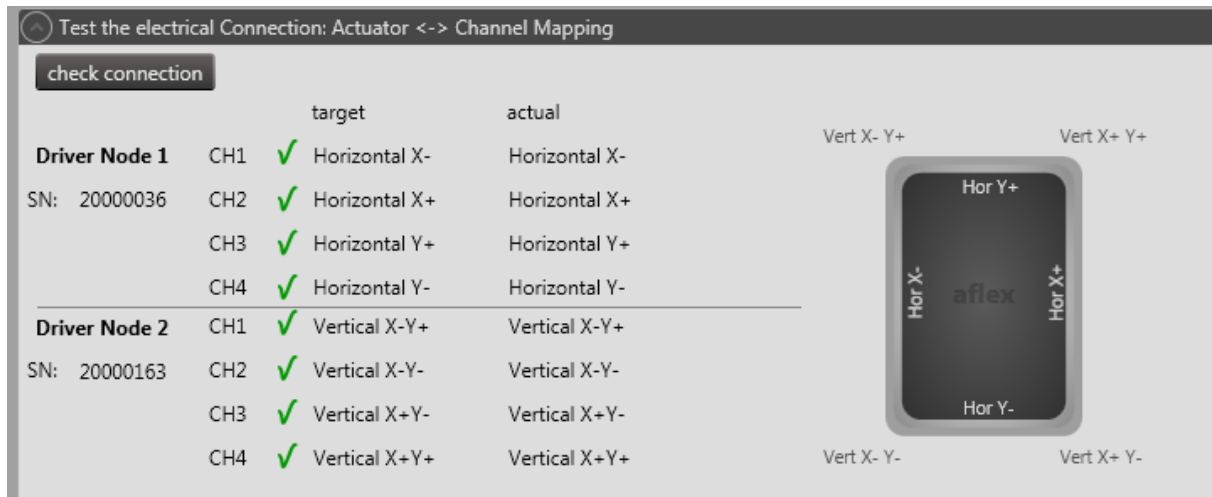 Test the electrical Connection: Actuator <-> Channel Mapping
check connection
target actual
Driver Node 1 CH1 √ Horizontal X- Horizontal X-
SN: 20000036 CH2 √ Horizontal X+ Horizontal X+
CH3 √ Horizontal Y+ Horizontal Y+
CH4 √ Horizontal Y- Horizontal Y-
Driver Node 2 CH1 √ Vertical X-Y+ Vertical X-Y+
SN: 20000163 CH2 √ Vertical X-Y- Vertical X-Y-
CH3 √ Vertical X+Y- Vertical X+Y-
CH4 √ Vertical X+Y+ Vertical X+Y+
Vert X- Y+ Vert X+ Y+
Hor Y+
Hor X- aflex Hor X+
Hor Y-
Vert X- Y- Vert X+ Y-